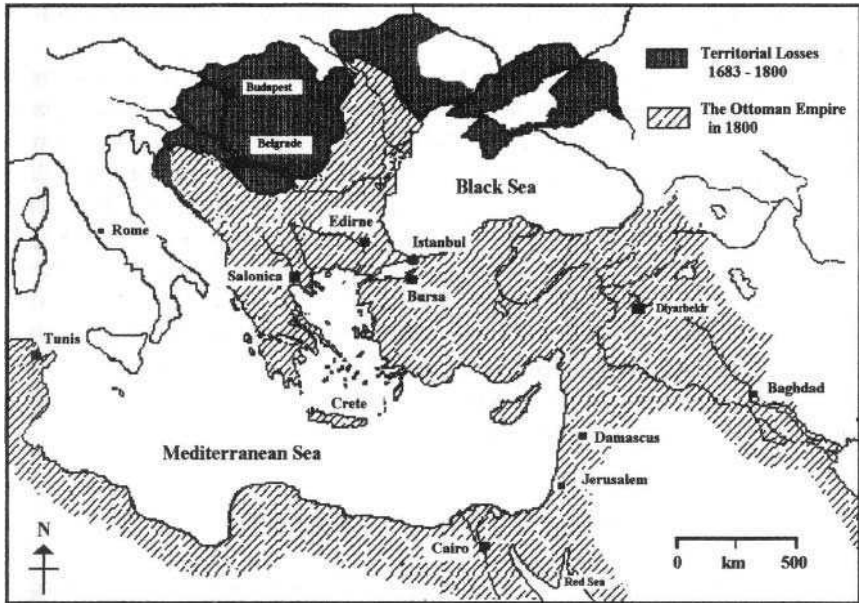 Territorial Losses
1683 - 1800
The Ottoman Empire
in 1800
Budapest
Belgrade
Black Sea
Rome
Edirne
Istanbul
Salonica
Bursa
Diyarbekir
Tunis
Baghdad
Crete
Damascus
Mediterranean Sea
Jerusalem
N
Cairo
Red Sea
0 km 500